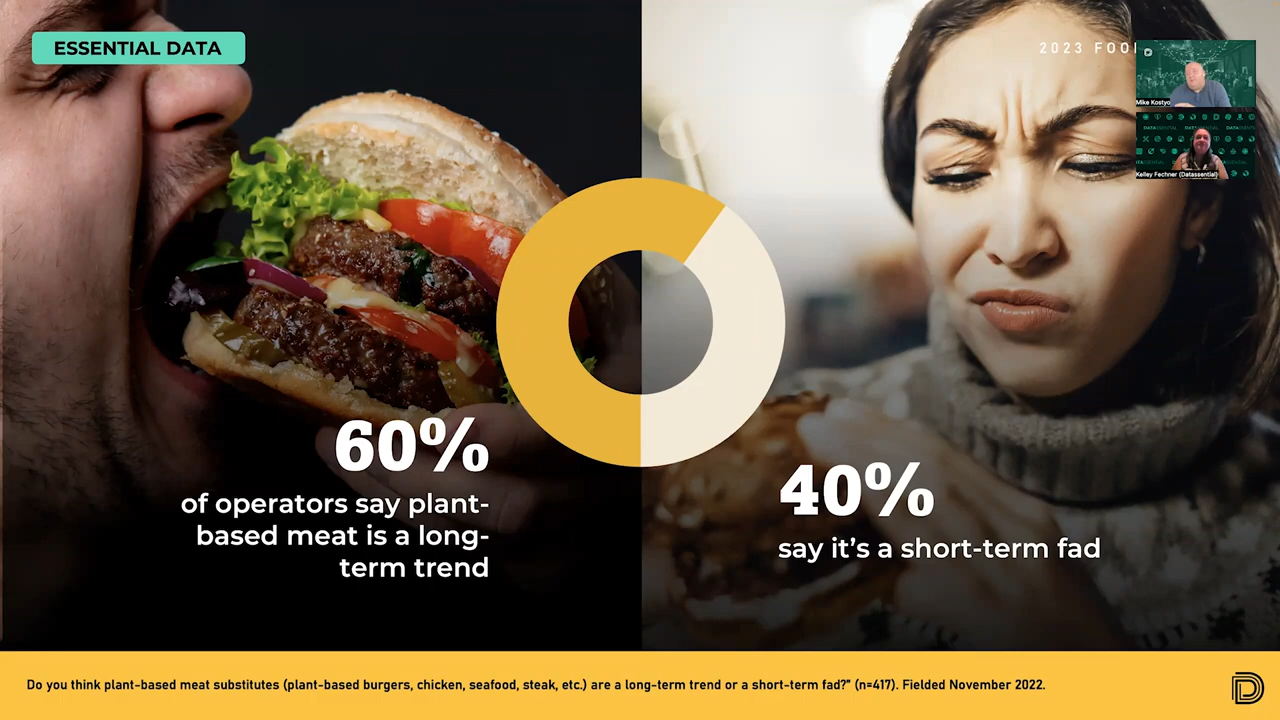 ESSENTIAL DATA
2023 FOO
Mike Kostyo
Kelley Fechner (Datassential)
60%
of operators say plant-
based meat is a long-
term trend
40%
say it's a short-term fad
Do you think plant-based meat substitutes (plant-based burgers, chicken, seafood, steak, etc.) are a long-term trend or a short-term fad?" (n=417). Fielded November 2022.